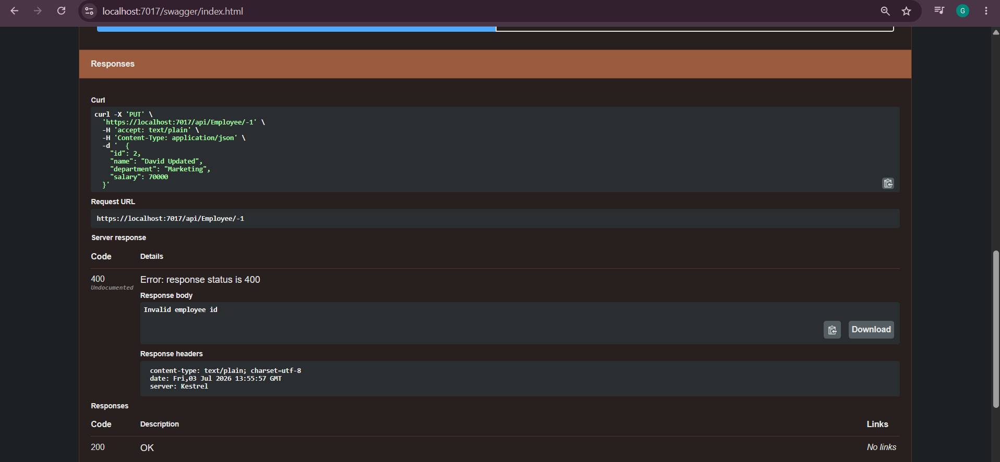 localhost:7017/swagger/index.html
G
Responses
Curl
curl -X 'PUT' \
  'https://localhost:7017/api/Employee/-1' \
  -H 'accept: text/plain' \
  -H 'Content-Type: application/json' \
  -d '  {
    "id": 2,
    "name": "David Updated",
    "department": "Marketing",
    "salary": 70000
  }'
Request URL
https://localhost:7017/api/Employee/-1
Server response
Code Details
400 Error: response status is 400
Undocumented
Response body
Invalid employee id
Download
Response headers
content-type: text/plain; charset=utf-8
date: Fri,03 Jul 2026 13:55:57 GMT
server: Kestrel
Responses
Code Description Links
200 OK No links